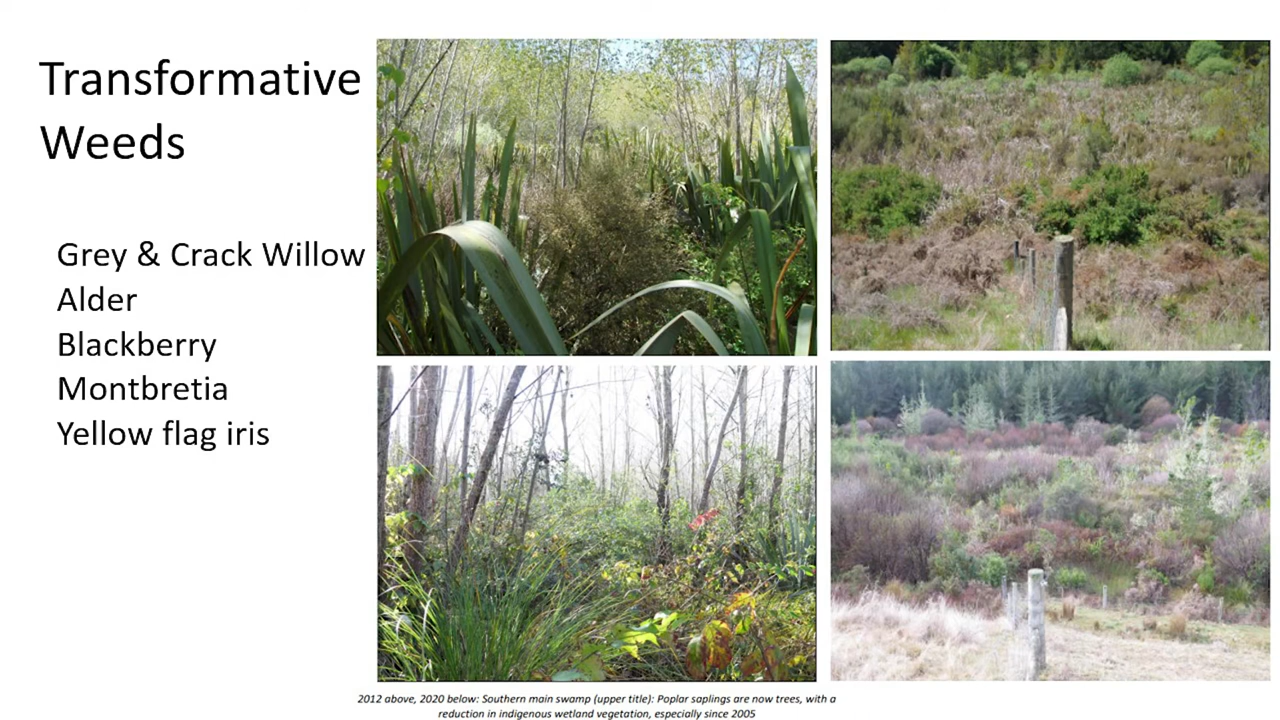 Transformative
Weeds
Grey & Crack Willow
Alder
Blackberry
Montbretia
Yellow flag iris
2012 above, 2020 below: Southern main swamp (upper title): Poplar saplings are now trees, with a
reduction in indigenous wetland vegetation, especially since 2005